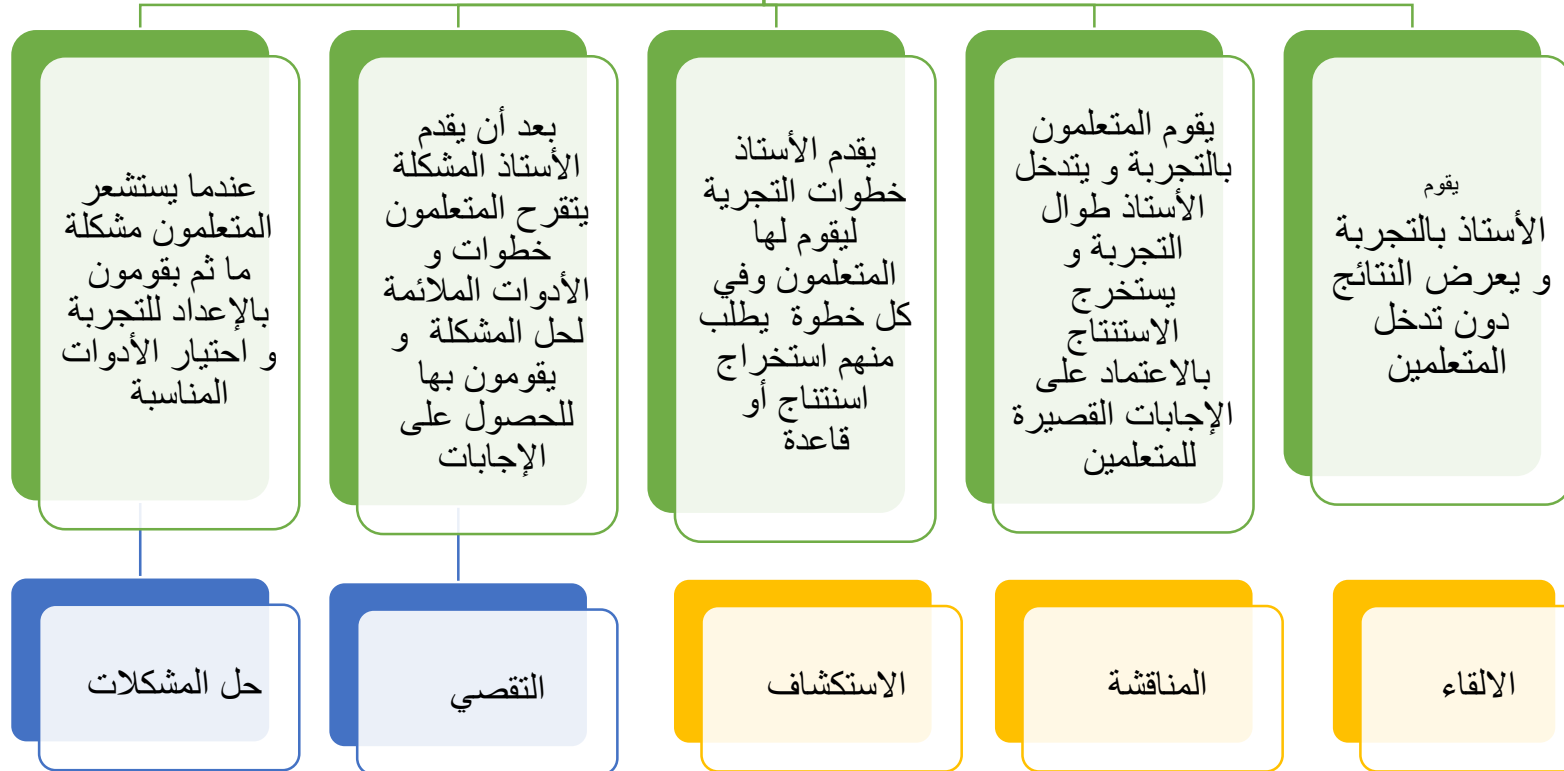 يقوم
الأستاذ بالتجربة
و يعرض النتائج
دون تدخل
المتعلمين
يقوم المتعلمون
بالتجربة و يتدخل
الأستاذ طوال
التجربة و
يستخرج
الاستنتاج
بالاعتماد على
الإجابات القصيرة
للمتعلمين
يقدم الأستاذ
خطوات التجرية
ليقوم لها
المتعلمون وفي
كل خطوة يطلب
منهم استخراج
اسنتتاج أو
قاعدة
بعد أن يقدم
الأستاذ المشكلة
يتقرح المتعلمون
خطوات و
الأدوات الملائمة
لحل المشكلة و
يقومون بها
للحصول على
الإجابات
عندما يستشعر
المتعلمون مشكلة
ما ثم بقومون
بالإعداد للتجربة
و احتيار الأدوات
المناسبة
الالقاء
المناقشة
الاستكشاف
التقصي
حل المشكلات